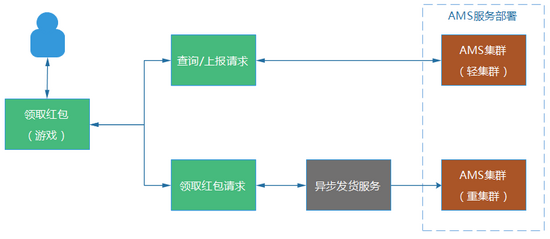 AMS服务部署
查询/上报请求
AMS集群
（轻集群）
领取红包
（游戏）
领取红包请求
异步发货服务
AMS集群
（重集群）